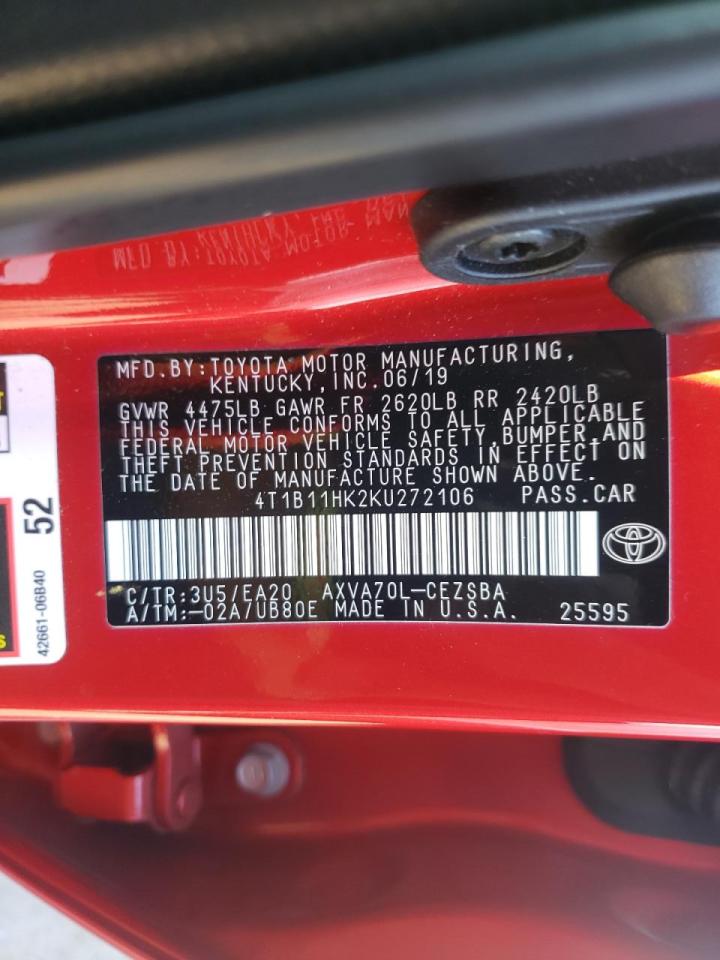 MFD.BY:TOYOTA MOTOR MANUFACTURING,
KENTUCKY,INC.06/19
GVWR 4475LB GAWR FR 2620LB RR 2420LB
THIS VEHICLE CONFORMS TO ALL APPLICABLE
FEDERAL MOTOR VEHICLE SAFETY,BUMPER,AND
THEFT PREVENTION STANDARDS IN EFFECT ON
THE DATE OF MANUFACTURE SHOWN ABOVE.
4T1B11HK2KU272106 PASS.CAR
C/TR:3U5/EA20 AXVA70L-CEZSBA
A/TM:-02A/UB80E MADE IN U.S.A. 25595
52
42661-06B40